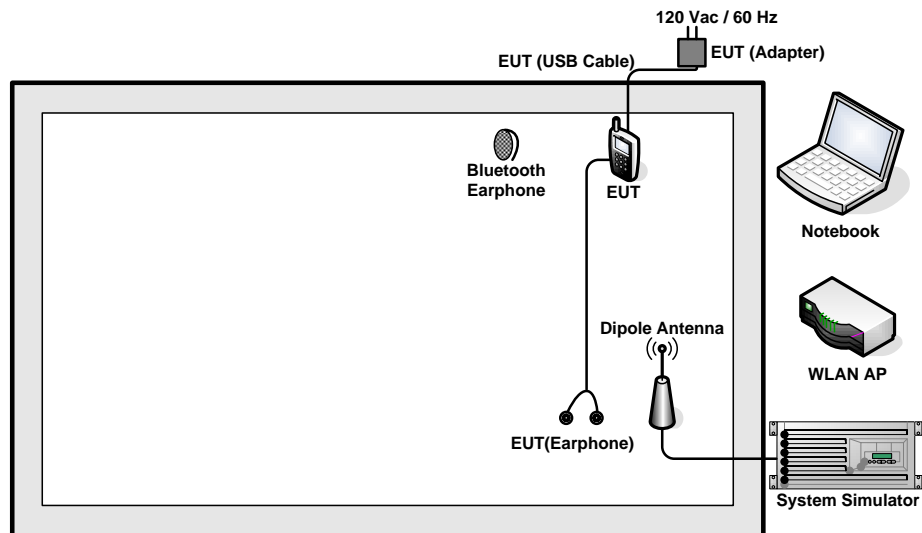 120 Vac / 60 Hz
EUT (USB Cable)
EUT (Adapter)
Bluetooth
Earphone
EUT
Notebook
Dipole Antenna
WLAN AP
EUT(Earphone)
System Simulator